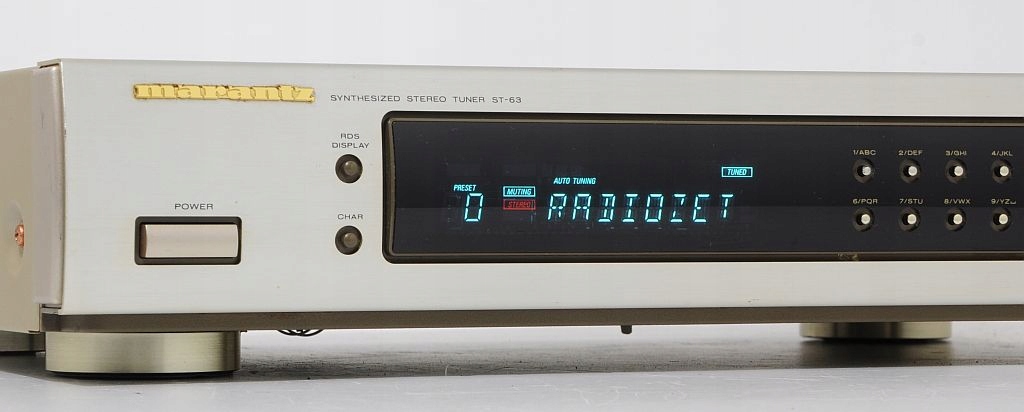 marantz
SYNTHESIZED STEREO TUNER ST-63
RDS
DISPLAY
CHAR
POWER
TUNED
AUTO TUNING
PRESET
MUTING
STEREO
0 RADIOZET
1/ABC 2/DEF 3/GHI 4/JKL
6/PQR 7/STU 8/VWX 9/YZ␣